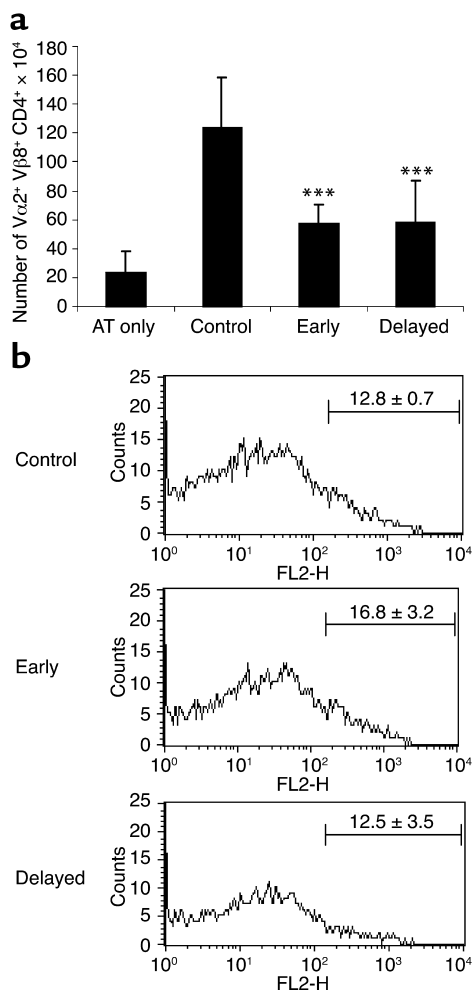 a
Number of Vα2⁺ Vβ8⁺ CD4⁺ × 10⁴
180
160
140
120
100
80
60
40
20
0
***
***
AT only Control Early Delayed
b
Control
Counts
25
20
15
10
5
0
12.8 ± 0.7
10⁰ 10¹ 10² 10³ 10⁴
FL2-H
Early
Counts
25
20
15
10
5
0
16.8 ± 3.2
10⁰ 10¹ 10² 10³ 10⁴
FL2-H
Delayed
Counts
25
20
15
10
5
0
12.5 ± 3.5
10⁰ 10¹ 10² 10³ 10⁴
FL2-H